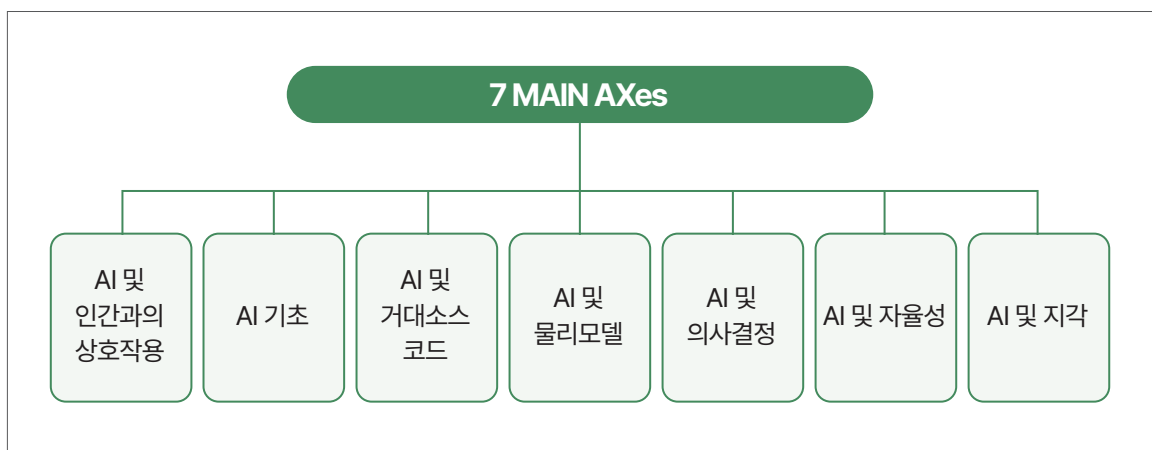 7 MAIN AXes
AI 및
인간과의
상호작용
AI 기초
AI 및
거대소스
코드
AI 및
물리모델
AI 및
의사결정
AI 및 자율성
AI 및 지각